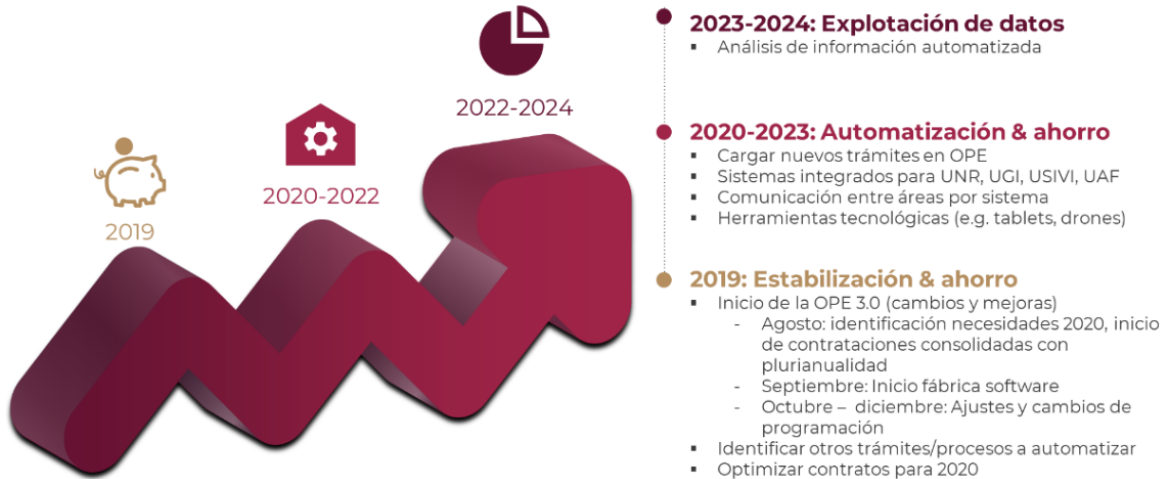 2022-2024
2020-2022
2019
2023-2024: Explotación de datos
▪ Análisis de información automatizada
2020-2023: Automatización & ahorro
▪ Cargar nuevos trámites en OPE
▪ Sistemas integrados para UNR, UGI, USIVI, UAF
▪ Comunicación entre áreas por sistema
▪ Herramientas tecnológicas (e.g. tablets, drones)
2019: Estabilización & ahorro
▪ Inicio de la OPE 3.0 (cambios y mejoras)
- Agosto: identificación necesidades 2020, inicio
de contrataciones consolidadas con
plurianualidad
- Septiembre: Inicio fábrica software
- Octubre – diciembre: Ajustes y cambios de
programación
▪ Identificar otros trámites/procesos a automatizar
▪ Optimizar contratos para 2020